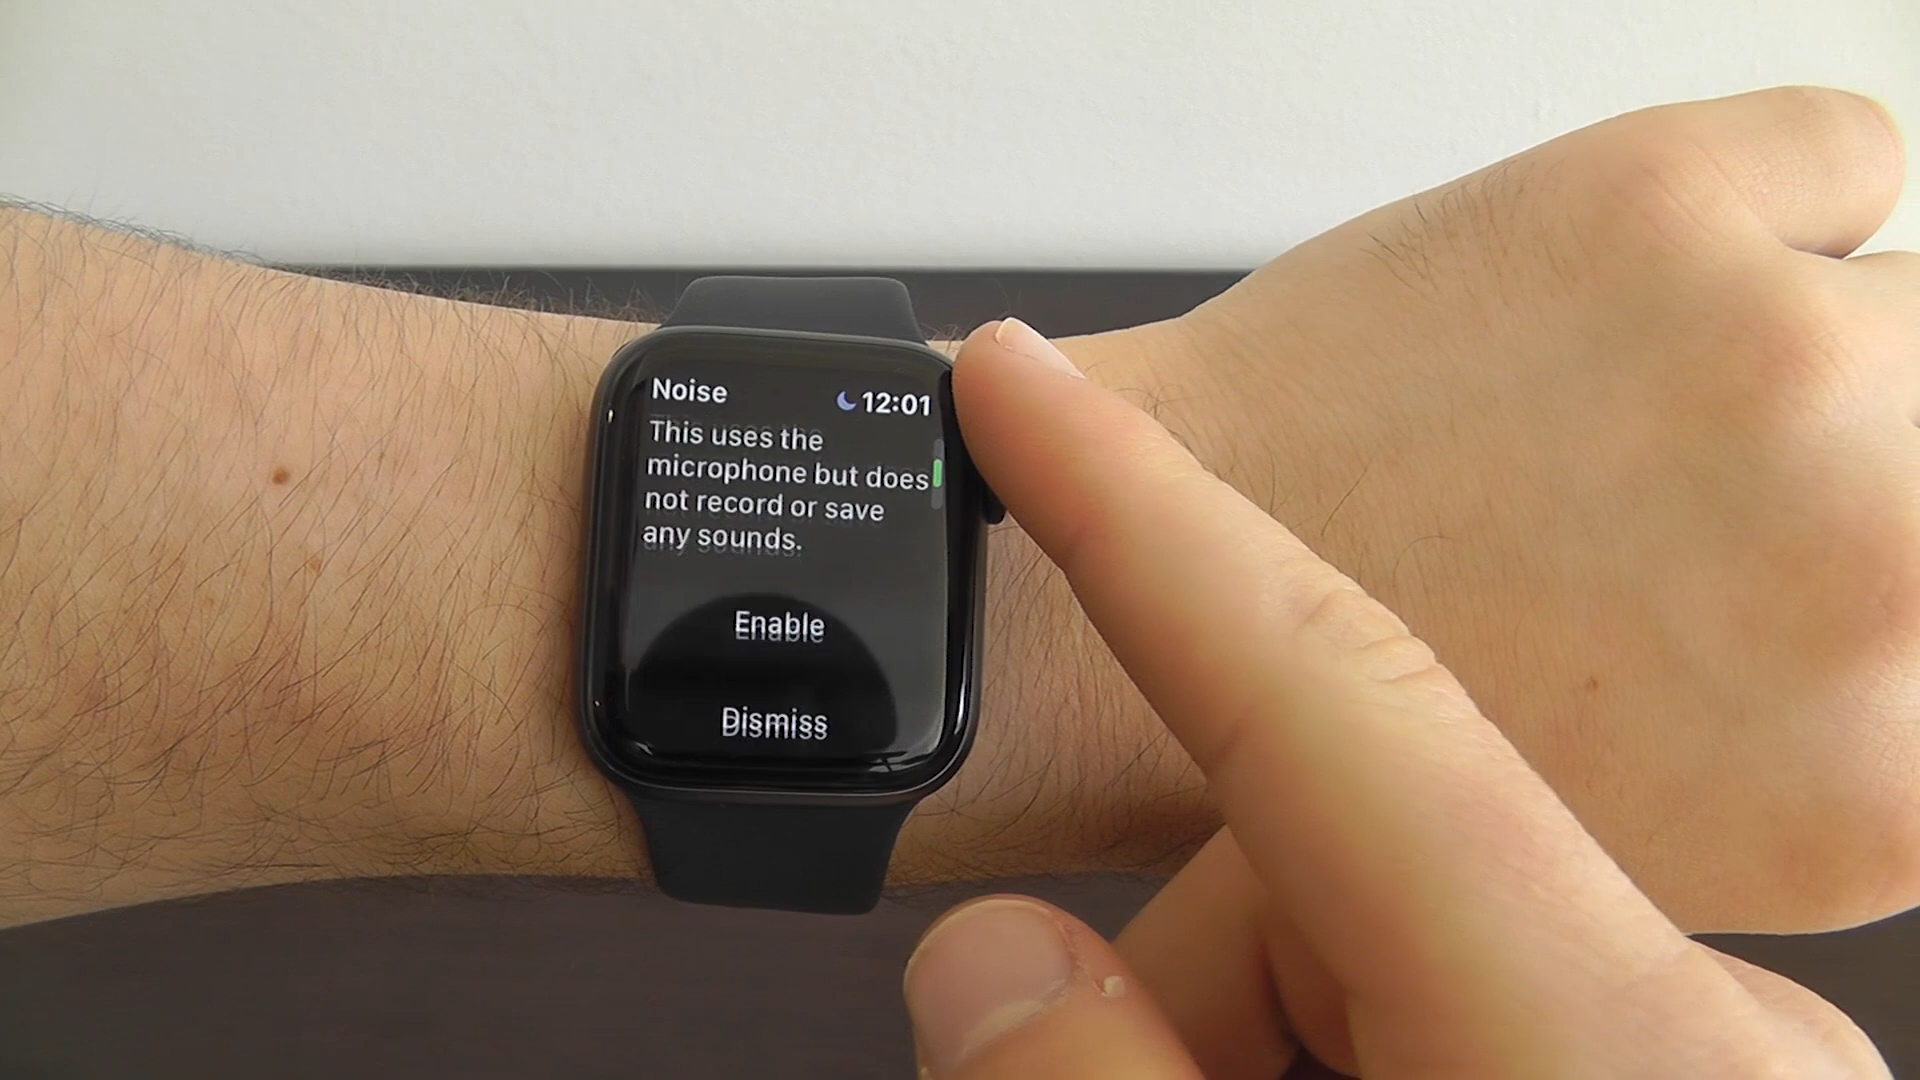 Noise
12:01
This uses the
microphone but does
not record or save
any sounds.
Enable
Dismiss